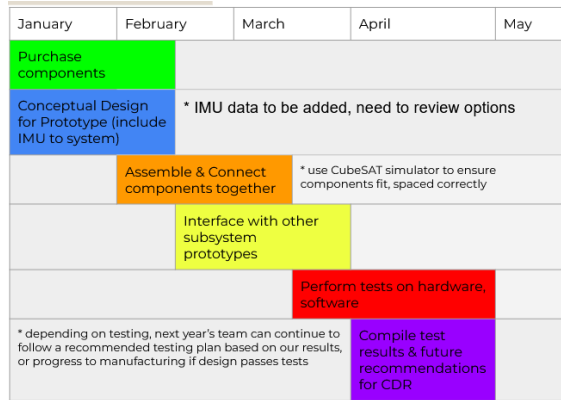 January February March April May
Purchase
components
Conceptual Design
for Prototype (include
IMU to system)
* IMU data to be added, need to review options
Assemble & Connect
components together
* use CubeSAT simulator to ensure
components fit, spaced correctly
Interface with other
subsystem
prototypes
Perform tests on hardware,
software
* depending on testing, next year's team can continue to
follow a recommended testing plan based on our results,
or progress to manufacturing if design passes tests
Compile test
results & future
recommendations
for CDR